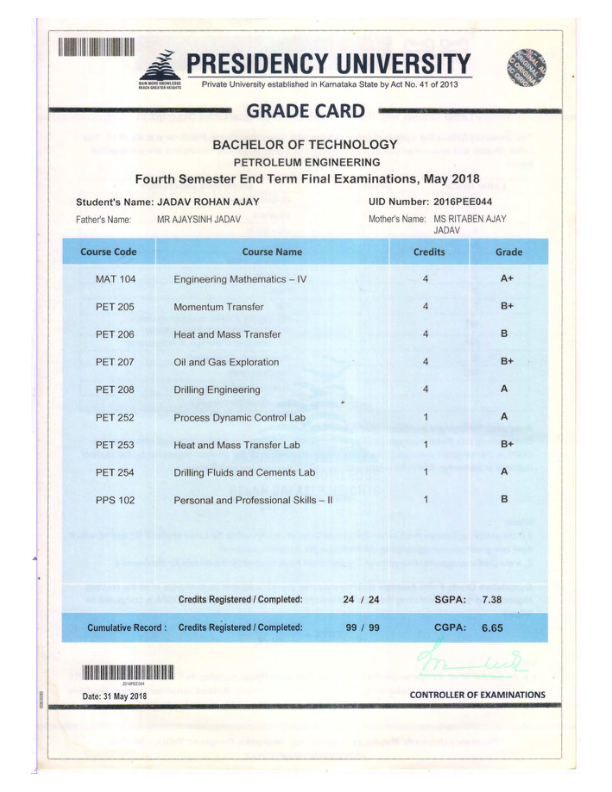 PRESIDENCY UNIVERSITY
GAIN MORE KNOWLEDGE
REACH GREATER HEIGHTS
Private University established in Karnataka State by Act No. 41 of 2013
GRADE CARD
BACHELOR OF TECHNOLOGY
PETROLEUM ENGINEERING
Fourth Semester End Term Final Examinations, May 2018
Student's Name: JADAV ROHAN AJAY UID Number: 2016PEE044
Father's Name: MR AJAYSINH JADAV Mother's Name: MS RITABEN AJAY
JADAV
Course Code Course Name Credits Grade
MAT 104 Engineering Mathematics – IV 4 A+
PET 205 Momentum Transfer 4 B+
PET 206 Heat and Mass Transfer 4 B
PET 207 Oil and Gas Exploration 4 B+
PET 208 Drilling Engineering 4 A
PET 252 Process Dynamic Control Lab 1 A
PET 253 Heat and Mass Transfer Lab 1 B+
PET 254 Drilling Fluids and Cements Lab 1 A
PPS 102 Personal and Professional Skills – II 1 B
Credits Registered / Completed: 24 / 24 SGPA: 7.38
Cumulative Record : Credits Registered / Completed: 99 / 99 CGPA: 6.65
2016PEE044
Date: 31 May 2018 CONTROLLER OF EXAMINATIONS